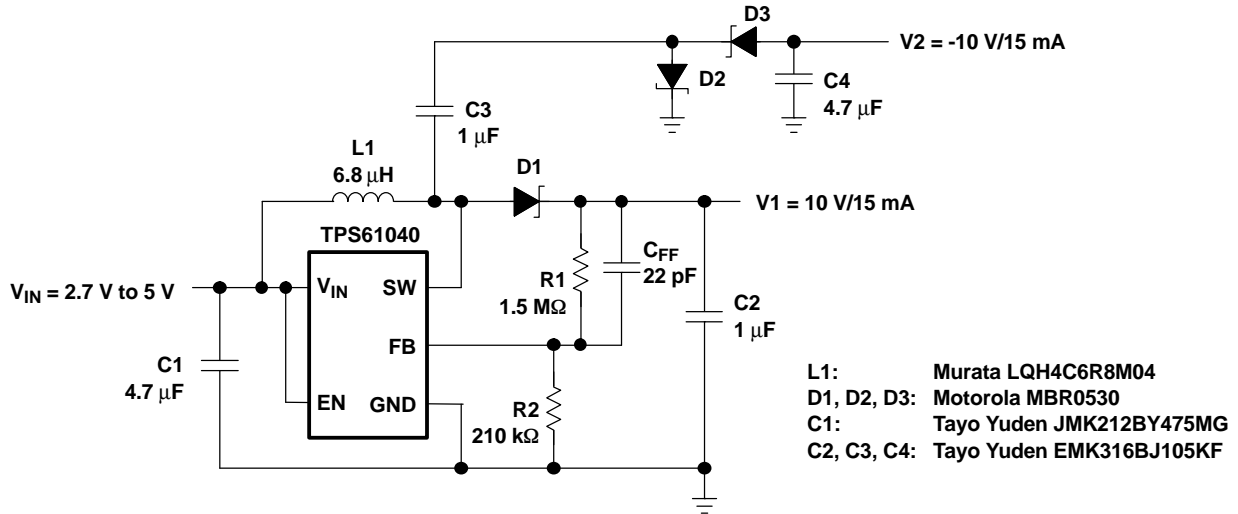 D3
V2 = -10 V/15 mA
D2
C4
4.7 μF
C3
1 μF
L1
6.8 μH
D1
V1 = 10 V/15 mA
TPS61040
VIN = 2.7 V to 5 V
VIN
SW
R1
1.5 MΩ
CFF
22 pF
C2
1 μF
FB
C1
4.7 μF
EN
GND
R2
210 kΩ
L1: Murata LQH4C6R8M04
D1, D2, D3: Motorola MBR0530
C1: Tayo Yuden JMK212BY475MG
C2, C3, C4: Tayo Yuden EMK316BJ105KF